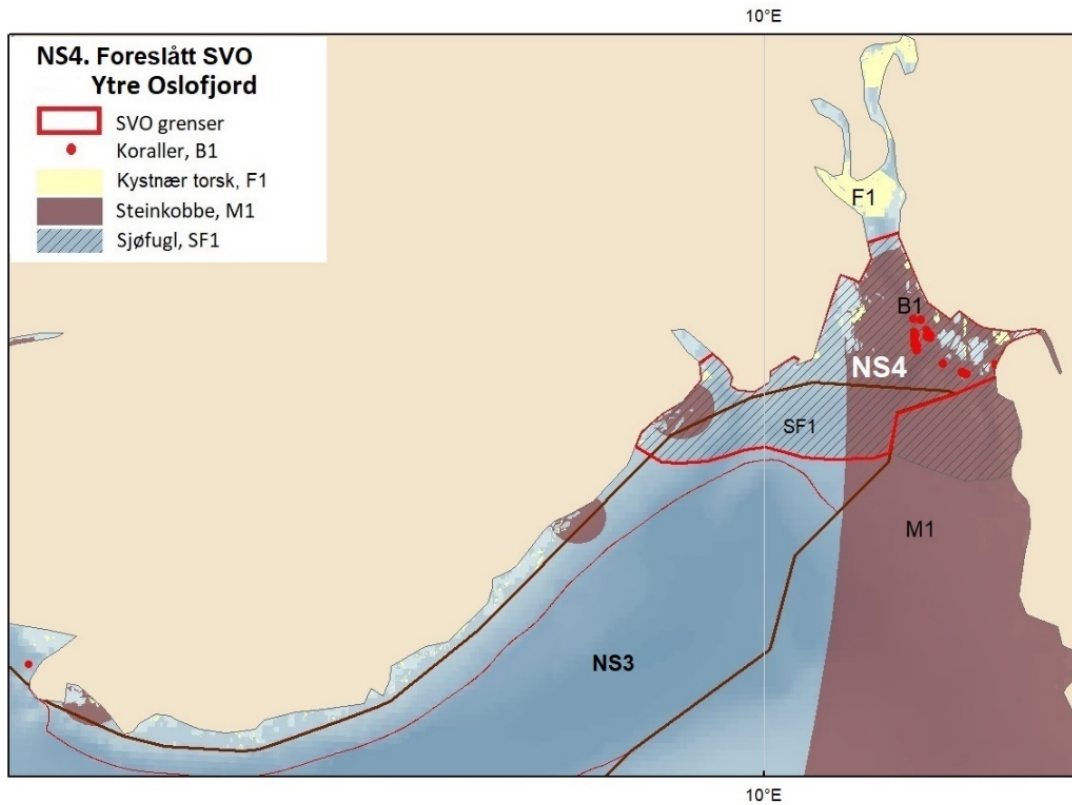 10°E
NS4. Foreslått SVO
Ytre Oslofjord
SVO grenser
Koraller, B1
Kystnær torsk, F1
Steinkobbe, M1
Sjøfugl, SF1
F1
B1
NS4
SF1
M1
NS3
10°E